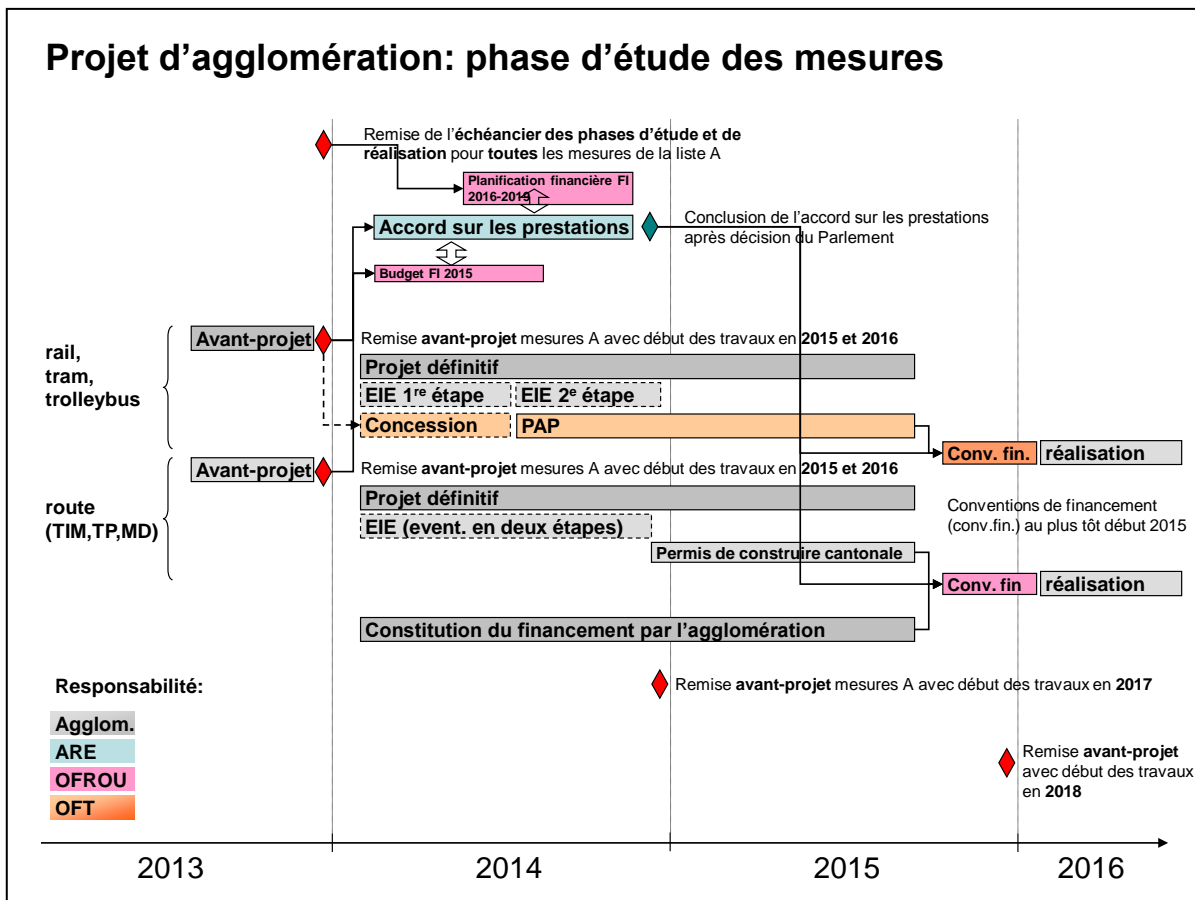 Projet d’agglomération: phase d’étude des mesures
Remise de l’échéancier des phases d’étude et de
réalisation pour toutes les mesures de la liste A
Planification financière FI
2016-2019
Accord sur les prestations
Conclusion de l’accord sur les prestations
après décision du Parlement
Budget FI 2015
rail,
tram,
trolleybus
Avant-projet
Remise avant-projet mesures A avec début des travaux en 2015 et 2016
Projet définitif
EIE 1re étape
EIE 2e étape
Concession
PAP
Conv. fin.
réalisation
route
(TIM,TP,MD)
Avant-projet
Remise avant-projet mesures A avec début des travaux en 2015 et 2016
Projet définitif
EIE (event. en deux étapes)
Conventions de financement
(conv.fin.) au plus tôt début 2015
Permis de construire cantonale
Conv. fin
réalisation
Constitution du financement par l’agglomération
Remise avant-projet mesures A avec début des travaux en 2017
Responsabilité:
Agglom.
ARE
OFROU
OFT
Remise avant-projet
avec début des travaux
en 2018
2013
2014
2015
2016